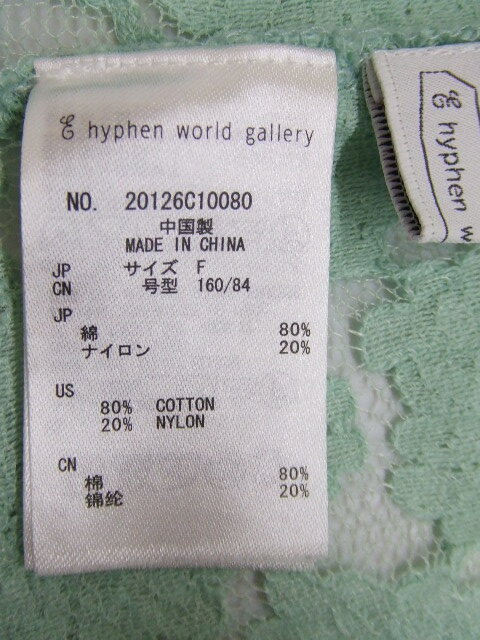 hyphen world gallery
NO. 20126C10080
中国製
MADE IN CHINA
JP サイズ F
CN 号型 160/84
JP
綿 80%
ナイロン 20%
US
80% COTTON
20% NYLON
CN
棉 80%
锦纶 20%
hyphen w